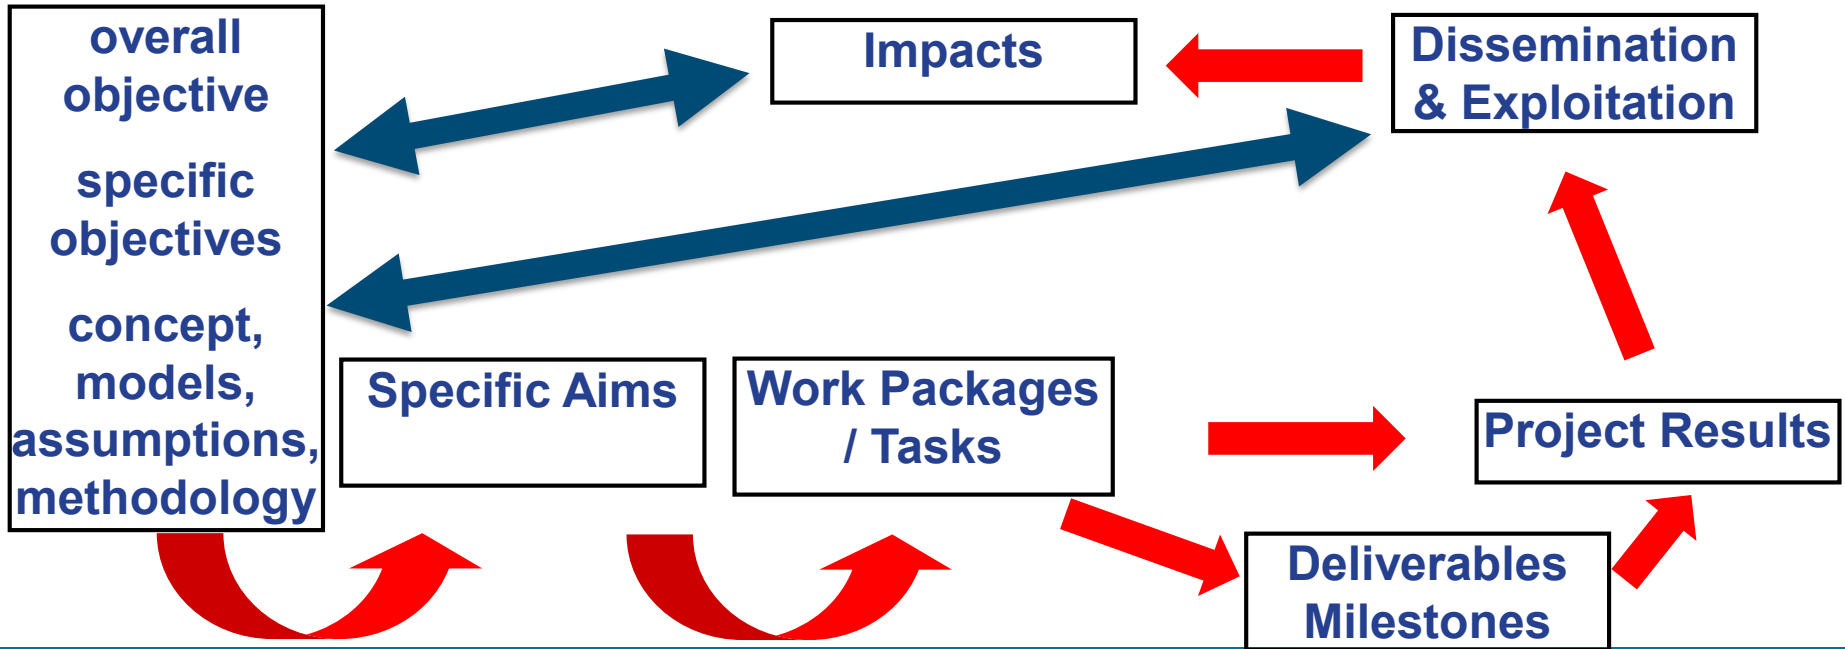 overall
objective
specific
objectives
concept,
models,
assumptions,
methodology
Impacts
Dissemination
& Exploitation
Specific Aims
Work Packages
/ Tasks
Project Results
Deliverables
Milestones